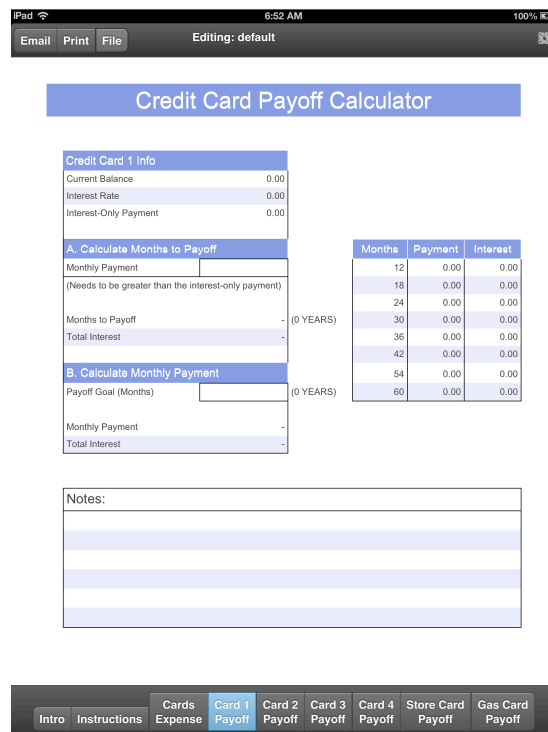 iPad 6:52 AM 100%
Email Print File Editing: default
Credit Card Payoff Calculator
Credit Card 1 Info
Current Balance 0.00
Interest Rate 0.00
Interest-Only Payment 0.00
A. Calculate Months to Payoff
Monthly Payment
(Needs to be greater than the interest-only payment)
Months to Payoff - (0 YEARS)
Total Interest -
B. Calculate Monthly Payment
Payoff Goal (Months) (0 YEARS)
Monthly Payment -
Total Interest -
Months Payment Interest
12 0.00 0.00
18 0.00 0.00
24 0.00 0.00
30 0.00 0.00
36 0.00 0.00
42 0.00 0.00
54 0.00 0.00
60 0.00 0.00
Notes:
Intro Instructions
Cards
Expense
Card 1
Payoff
Card 2
Payoff
Card 3
Payoff
Card 4
Payoff
Store Card
Payoff
Gas Card
Payoff